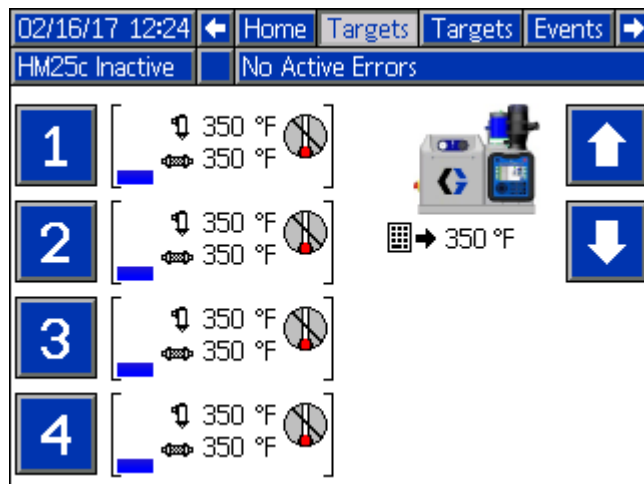 02/16/17 12:24 Home Targets Targets Events
HM25c Inactive No Active Errors
1
350 °F
350 °F
2
350 °F
350 °F
350 °F
3
350 °F
350 °F
4
350 °F
350 °F